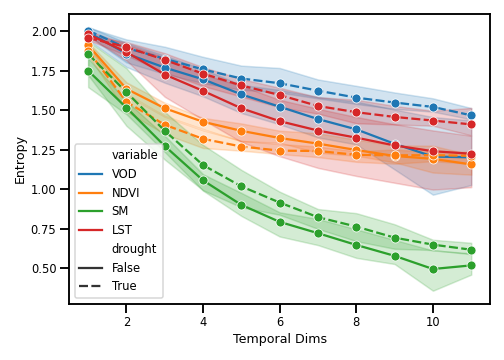 2.00
1.75
1.50
1.25
1.00
0.75
0.50
Entropy
variable
VOD
NDVI
SM
LST
drought
False
True
2
4
6
8
10
Temporal Dims